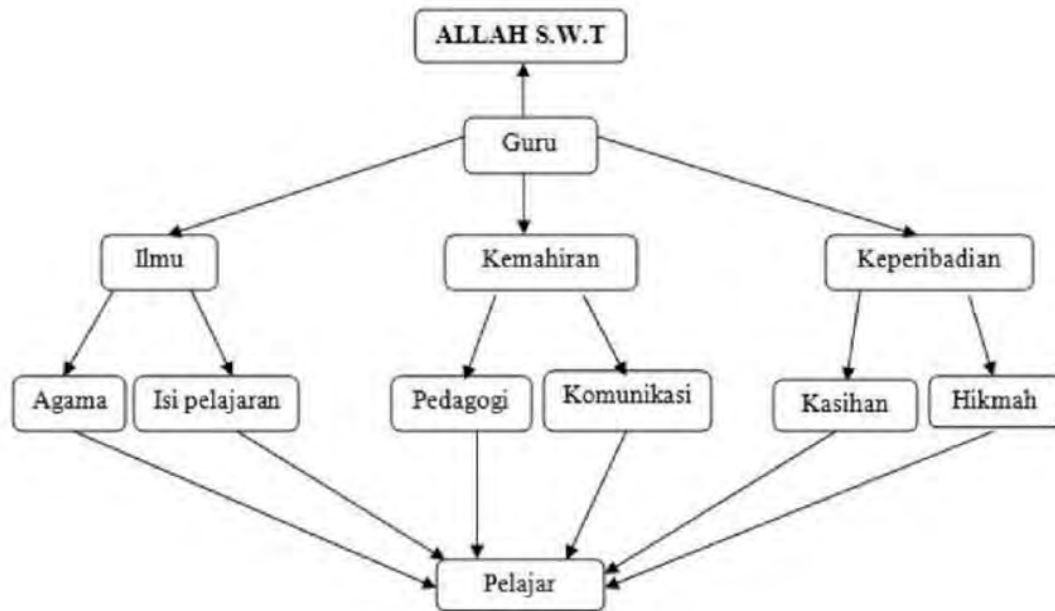 ALLAH S.W.T
Guru
Ilmu
Kemahiran
Keperibadian
Agama
Isi pelajaran
Pedagogi
Komunikasi
Kasihan
Hikmah
Pelajar